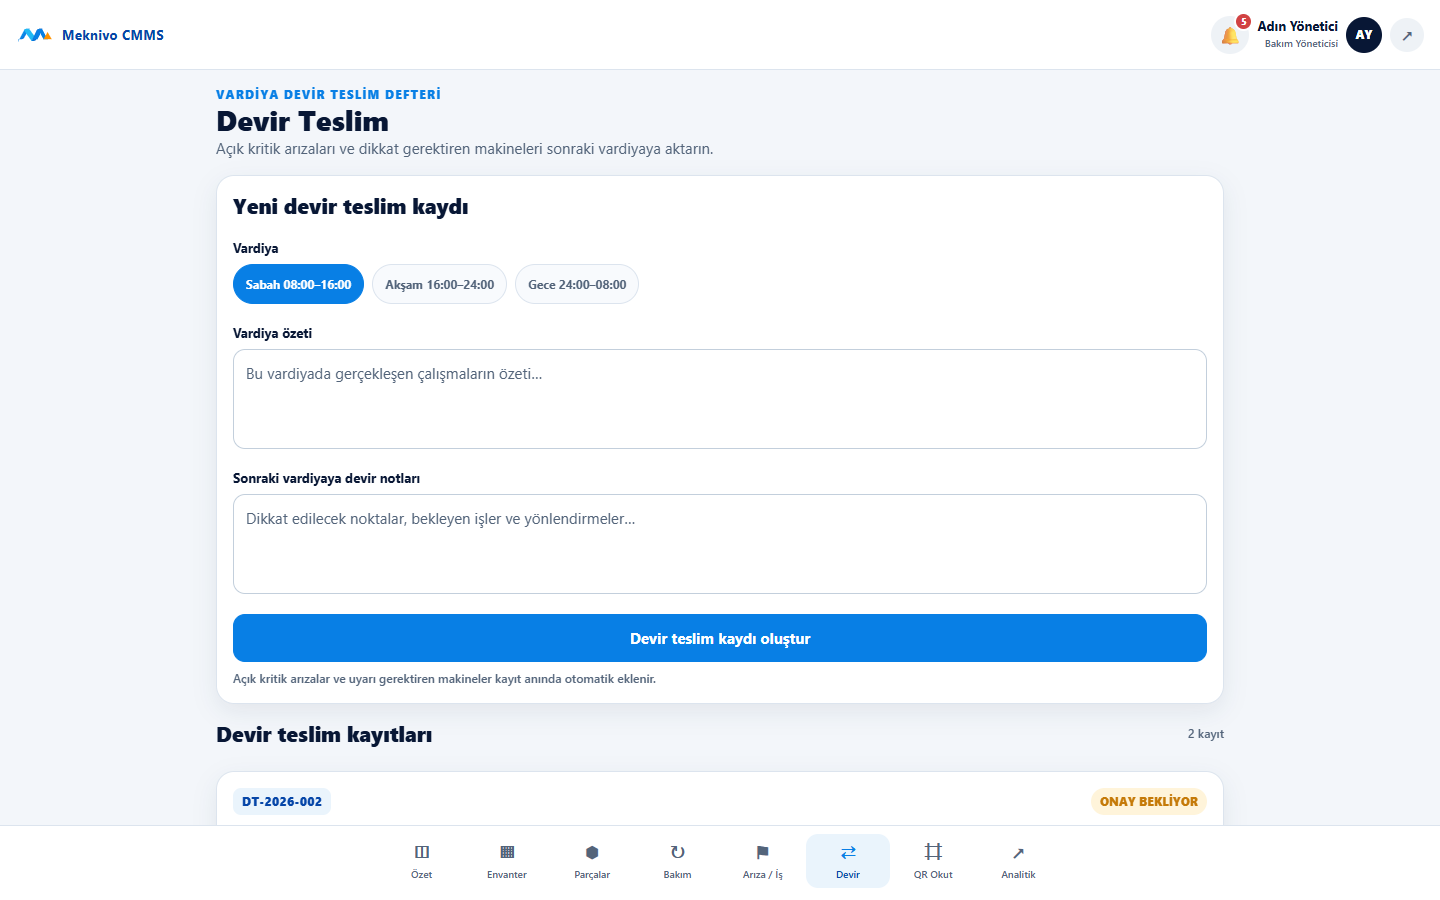 Meknivo CMMS
5
Adın Yönetici
Bakım Yöneticisi
AY
VARDİYA DEVİR TESLİM DEFTERİ
Devir Teslim
Açık kritik arızaları ve dikkat gerektiren makineleri sonraki vardiyaya aktarın.
Yeni devir teslim kaydı
Vardiya
Sabah 08:00–16:00
Akşam 16:00–24:00
Gece 24:00–08:00
Vardiya özeti
Bu vardiyada gerçekleşen çalışmaların özeti...
Sonraki vardiyaya devir notları
Dikkat edilecek noktalar, bekleyen işler ve yönlendirmeler...
Devir teslim kaydı oluştur
Açık kritik arızalar ve uyarı gerektiren makineler kayıt anında otomatik eklenir.
Devir teslim kayıtları
2 kayıt
DT-2026-002
ONAY BEKLİYOR
Özet
Envanter
Parçalar
Bakım
Arıza / İş
Devir
QR Okut
Analitik